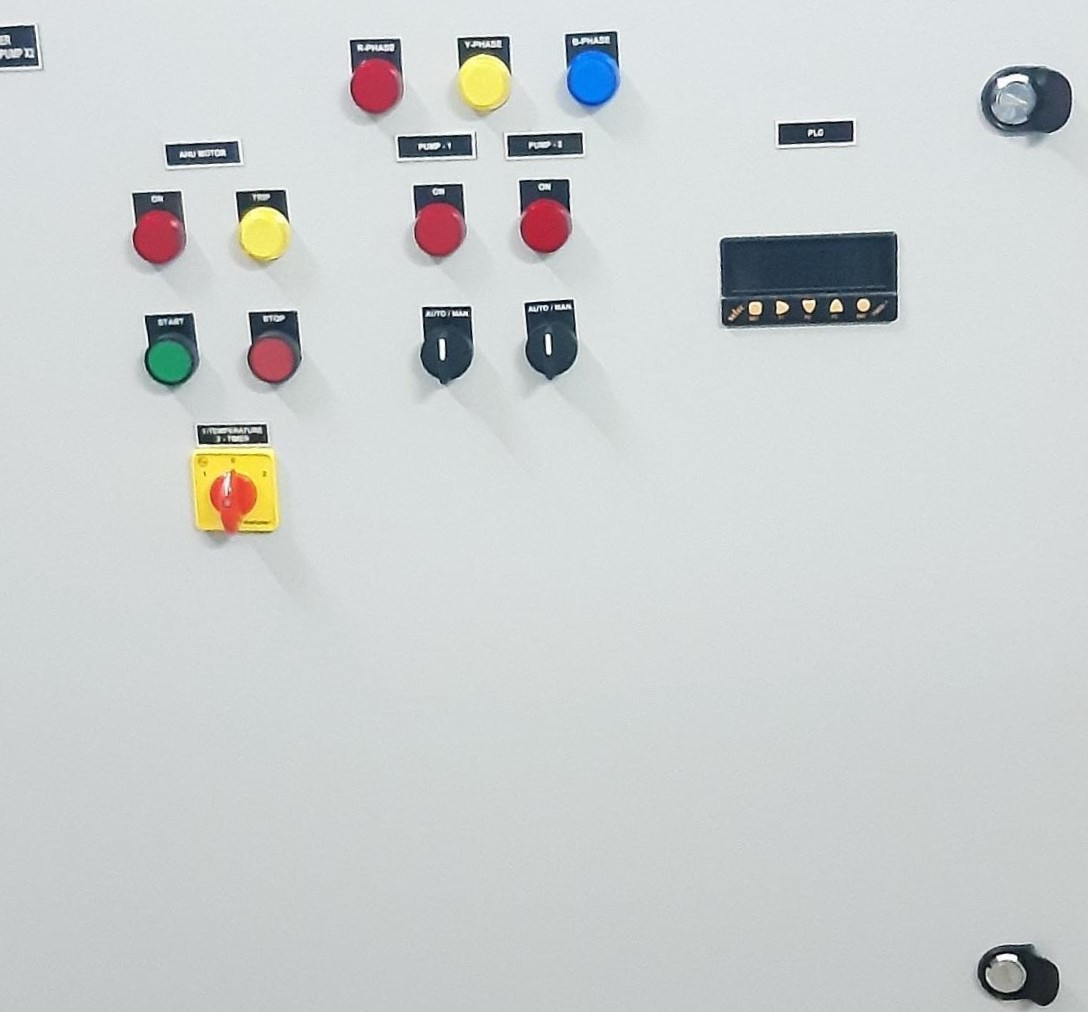 ER
PUMP X2
R-PHASE
Y-PHASE
B-PHASE
AHU MOTOR
PUMP - 1
PUMP - 2
PLC
ON
TRIP
ON
ON
START
STOP
AUTO / MAN
AUTO / MAN
1-TEMPERATURE
2 - TIMER
1 0 2